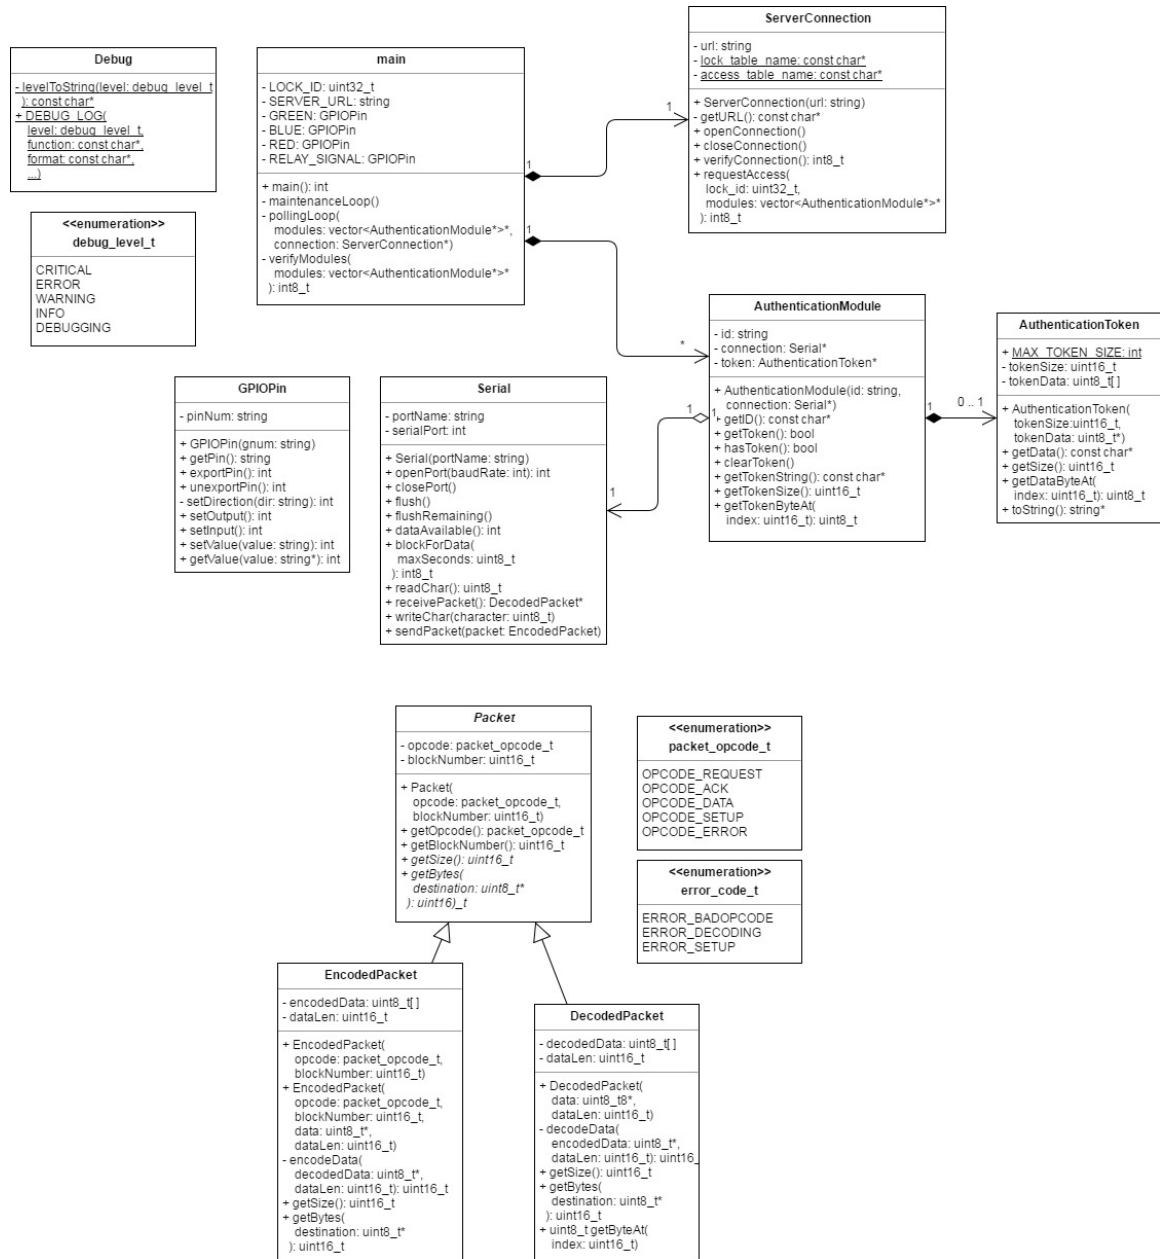 ServerConnection
- url: string
- lock_table_name: const char*
- access_table_name: const char*
+ ServerConnection(url: string)
- getURL(): const char*
+ openConnection()
+ closeConnection()
+ verifyConnection(): int8_t
+ requestAccess(
lock_id: uint32_t,
modules: vector<AuthenticationModule*>*
): int8_t
Debug
- levelToString(level: debug_level_t
): const char*
+ DEBUG_LOG(
level: debug_level_t,
function: const char*,
format: const char*,
...)
main
- LOCK_ID: uint32_t
- SERVER_URL: string
- GREEN: GPIOPin
- BLUE: GPIOPin
- RED: GPIOPin
- RELAY_SIGNAL: GPIOPin
+ main(): int
- maintenanceLoop()
- pollingLoop(
modules: vector<AuthenticationModule*>*,
connection: ServerConnection*)
- verifyModules(
modules: vector<AuthenticationModule*>*
): int8_t
1
1
1
*
<<enumeration>>
debug_level_t
CRITICAL
ERROR
WARNING
INFO
DEBUGGING
AuthenticationModule
- id: string
- connection: Serial*
- token: AuthenticationToken*
+ AuthenticationModule(id: string,
connection: Serial*)
getID(): const char*
+ getToken(): bool
+ hasToken(): bool
+ clearToken()
+ getTokenString(): const char*
+ getTokenSize(): uint16_t
+ getTokenByteAt(
index: uint16_t): uint8_t
1
0 .. 1
AuthenticationToken
+ MAX_TOKEN_SIZE: int
- tokenSize: uint16_t
- tokenData: uint8_t[ ]
+ AuthenticationToken(
tokenSize:uint16_t,
tokenData: uint8_t*)
+ getData(): const char*
+ getSize(): uint16_t
+ getDataByteAt(
index: uint16_t): uint8_t
+ toString(): string*
GPIOPin
- pinNum: string
+ GPIOPin(gnum: string)
+ getPin(): string
+ exportPin(): int
+ unexportPin(): int
- setDirection(dir: string): int
+ setOutput(): int
+ setInput(): int
+ setValue(value: string): int
+ getValue(value: string*): int
Serial
- portName: string
- serialPort: int
+ Serial(portName: string)
+ openPort(baudRate: int): int
+ closePort()
+ flush()
+ flushRemaining()
+ dataAvailable(): int
+ blockForData(
maxSeconds: uint8_t
): int8_t
+ readChar(): uint8_t
+ receivePacket(): DecodedPacket*
+ writeChar(character: uint8_t)
+ sendPacket(packet: EncodedPacket)
1
1
1
Packet
- opcode: packet_opcode_t
- blockNumber: uint16_t
+ Packet(
opcode: packet_opcode_t,
blockNumber: uint16_t)
+ getOpcode(): packet_opcode_t
+ getBlockNumber(): uint16_t
+ getSize(): uint16_t
+ getBytes(
destination: uint8_t*
): uint16)_t
<<enumeration>>
packet_opcode_t
OPCODE_REQUEST
OPCODE_ACK
OPCODE_DATA
OPCODE_SETUP
OPCODE_ERROR
<<enumeration>>
error_code_t
ERROR_BADOPCODE
ERROR_DECODING
ERROR_SETUP
EncodedPacket
- encodedData: uint8_t[ ]
- dataLen: uint16_t
+ EncodedPacket(
opcode: packet_opcode_t,
blockNumber: uint16_t)
+ EncodedPacket(
opcode: packet_opcode_t,
blockNumber: uint16_t,
data: uint8_t*,
dataLen: uint16_t)
- encodeData(
decodedData: uint8_t*,
dataLen: uint16_t): uint16_t
+ getSize(): uint16_t
+ getBytes(
destination: uint8_t*
): uint16_t
DecodedPacket
- decodedData: uint8_t[ ]
- dataLen: uint16_t
+ DecodedPacket(
data: uint8_t8*,
dataLen: uint16_t)
- decodeData(
encodedData: uint8_t*,
dataLen: uint16_t): uint16_
+ getSize(): uint16_t
+ getBytes(
destination: uint8_t*
): uint16_t
+ uint8_t getByteAt(
index: uint16_t)